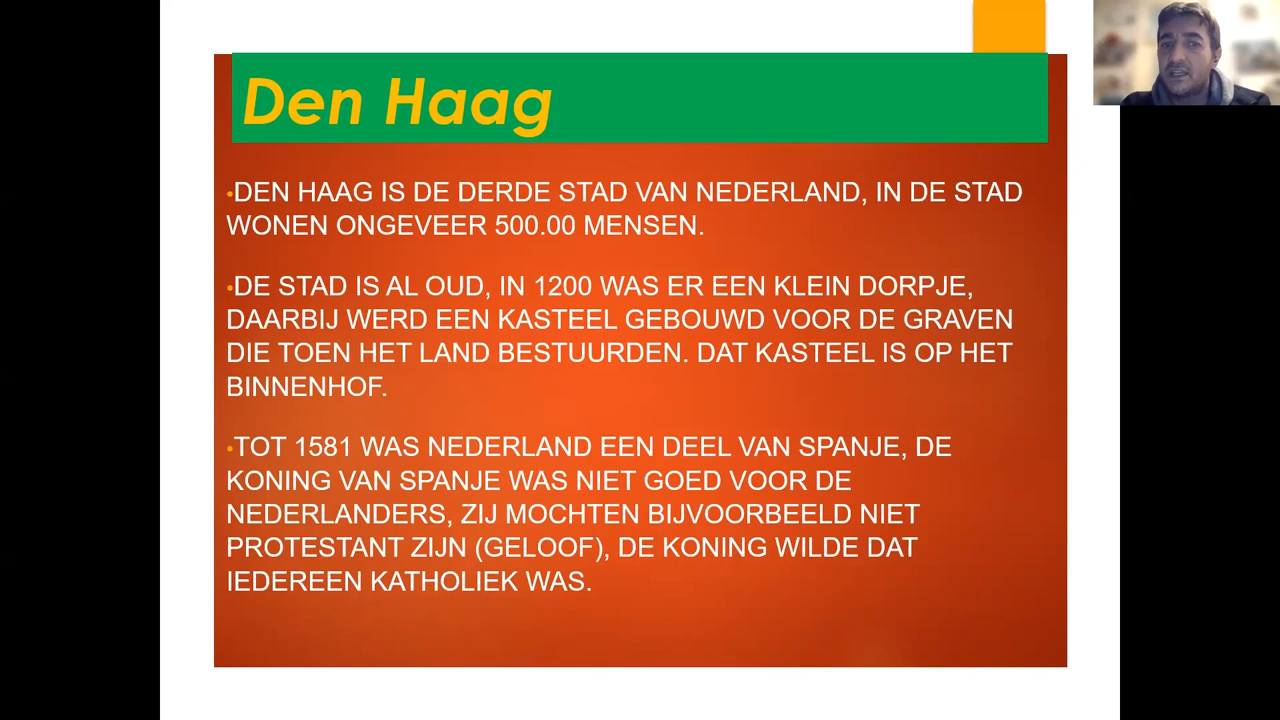 Den Haag
•DEN HAAG IS DE DERDE STAD VAN NEDERLAND, IN DE STAD
WONEN ONGEVEER 500.00 MENSEN.
•DE STAD IS AL OUD, IN 1200 WAS ER EEN KLEIN DORPJE,
DAARBIJ WERD EEN KASTEEL GEBOUWD VOOR DE GRAVEN
DIE TOEN HET LAND BESTUURDEN. DAT KASTEEL IS OP HET
BINNENHOF.
•TOT 1581 WAS NEDERLAND EEN DEEL VAN SPANJE, DE
KONING VAN SPANJE WAS NIET GOED VOOR DE
NEDERLANDERS, ZIJ MOCHTEN BIJVOORBEELD NIET
PROTESTANT ZIJN (GELOOF), DE KONING WILDE DAT
IEDEREEN KATHOLIEK WAS.